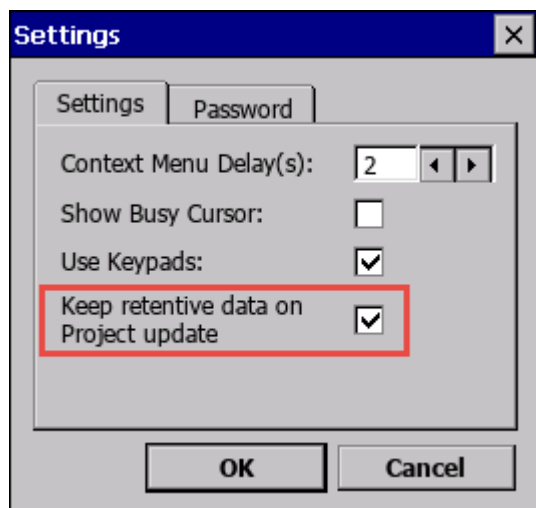 Settings
Settings Password
Context Menu Delay(s): 2
Show Busy Cursor:
Use Keypads:
Keep retentive data on
Project update
OK Cancel